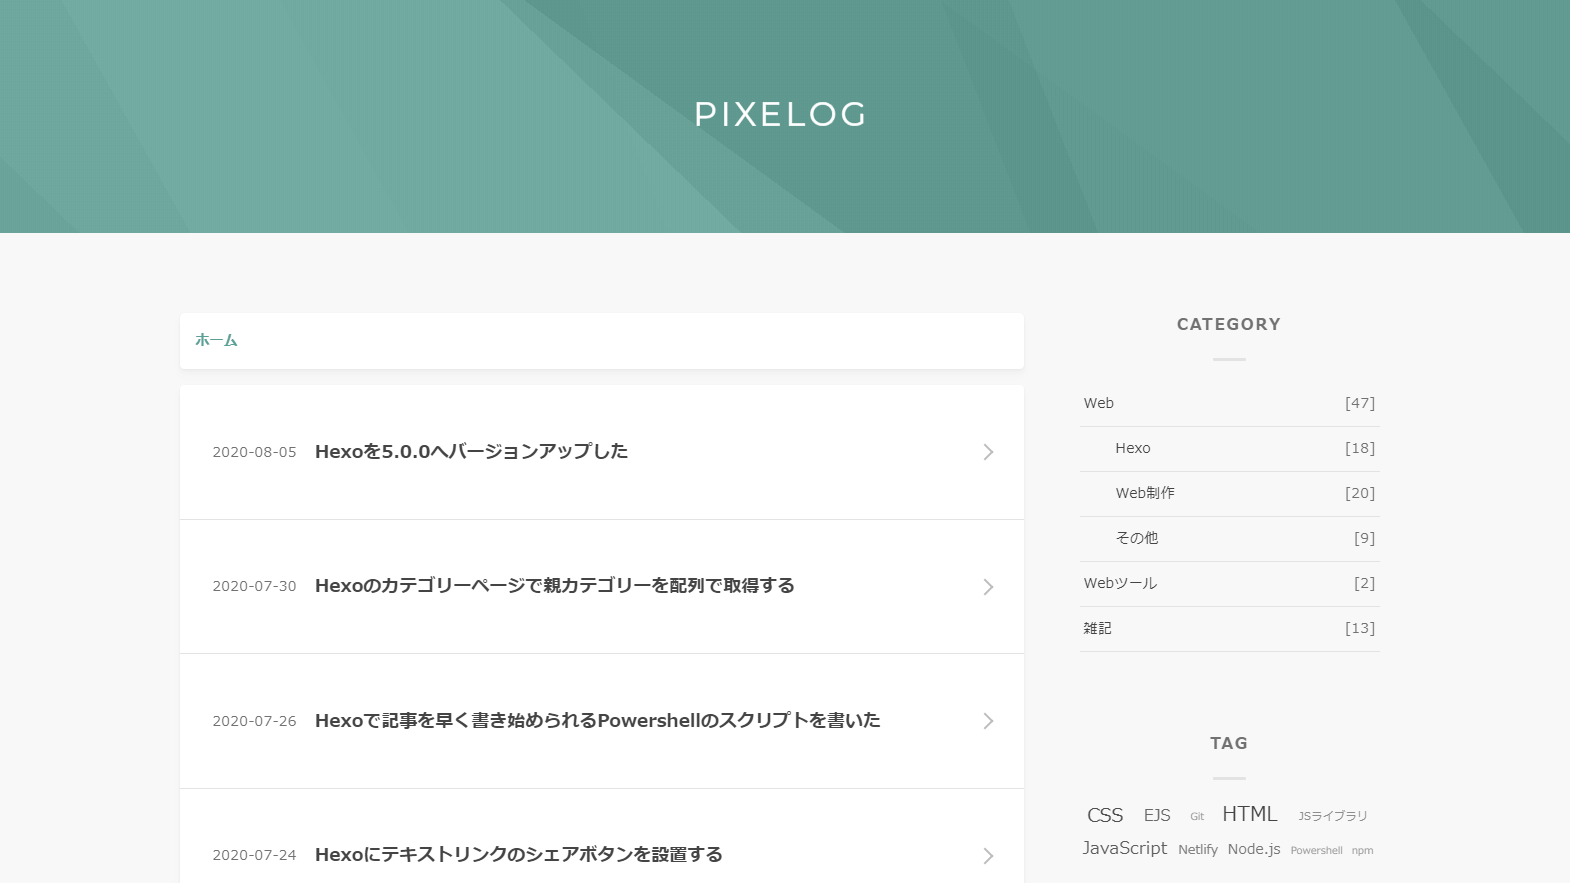 PIXELOG
ホーム
2020-08-05 Hexoを5.0.0へバージョンアップした
2020-07-30 Hexoのカテゴリーページで親カテゴリーを配列で取得する
2020-07-26 Hexoで記事を早く書き始められるPowershellのスクリプトを書いた
2020-07-24 Hexoにテキストリンクのシェアボタンを設置する
CATEGORY
Web [47]
Hexo [18]
Web制作 [20]
その他 [9]
Webツール [2]
雑記 [13]
TAG
CSS EJS Git HTML JSライブラリ
JavaScript Netlify Node.js Powershell npm